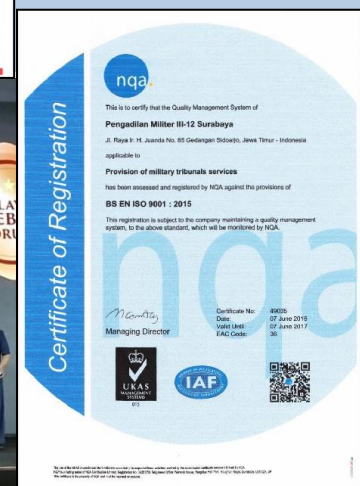 nqa.
This is to certify that the Quality Management System of
Pengadilan Militer III-12 Surabaya
Jl. Raya Ir. H. Juanda No. 85 Gedangan Sidoarjo, Jawa Timur - Indonesia
applicable to
Provision of military tribunals services
has been assessed and registered by NQA against the provisions of
BS EN ISO 9001 : 2015
This registration is subject to the company maintaining a quality management
system, to the above standard, which will be monitored by NQA.
Managing Director
Certificate No: 49035
Date: 07 June 2016
Valid Until: 07 June 2017
EAC Code: 36
UKAS
MANAGEMENT
SYSTEMS
015
IAF
Certificate of Registration
nqa